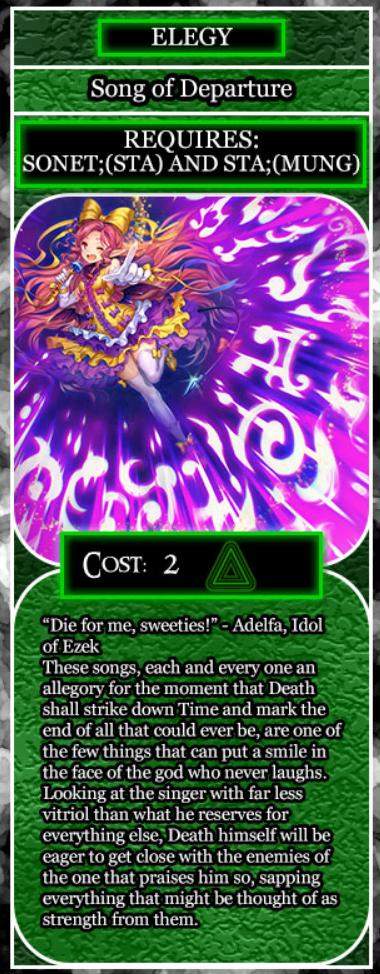 ELEGY
Song of Departure
REQUIRES:
SONET;(STA) AND STA;(MUNG)
COST: 2
“Die for me, sweeties!” - Adelfa, Idol
of Ezek
These songs, each and every one an
allegory for the moment that Death
shall strike down Time and mark the
end of all that could ever be, are one of
the few things that can put a smile in
the face of the god who never laughs.
Looking at the singer with far less
vitriol than what he reserves for
everything else, Death himself will be
eager to get close with the enemies of
the one that praises him so, sapping
everything that might be thought of as
strength from them.